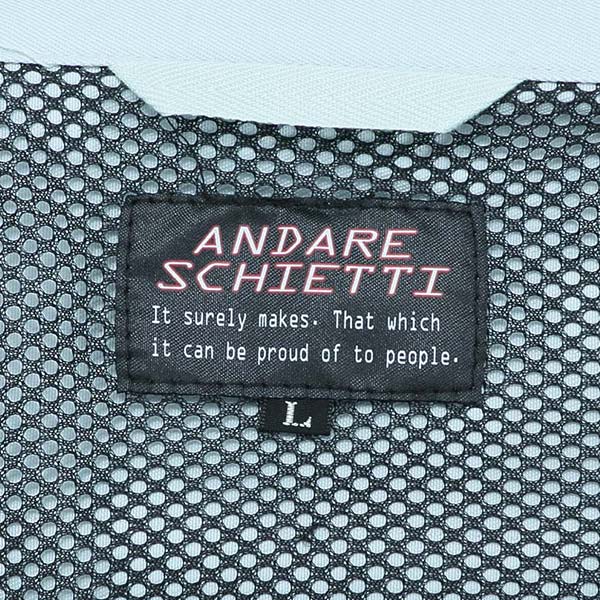 ANDARE
SCHIETTI
It surely makes. That which
it can be proud of to people.
L